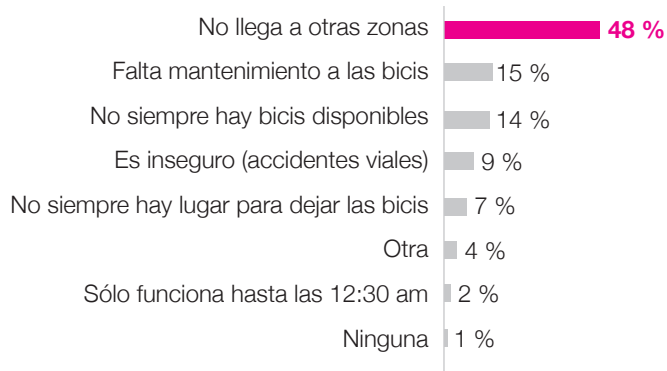 No llega a otras zonas 48 %
Falta mantenimiento a las bicis 15 %
No siempre hay bicis disponibles 14 %
Es inseguro (accidentes viales) 9 %
No siempre hay lugar para dejar las bicis 7 %
Otra 4 %
Sólo funciona hasta las 12:30 am 2 %
Ninguna 1 %